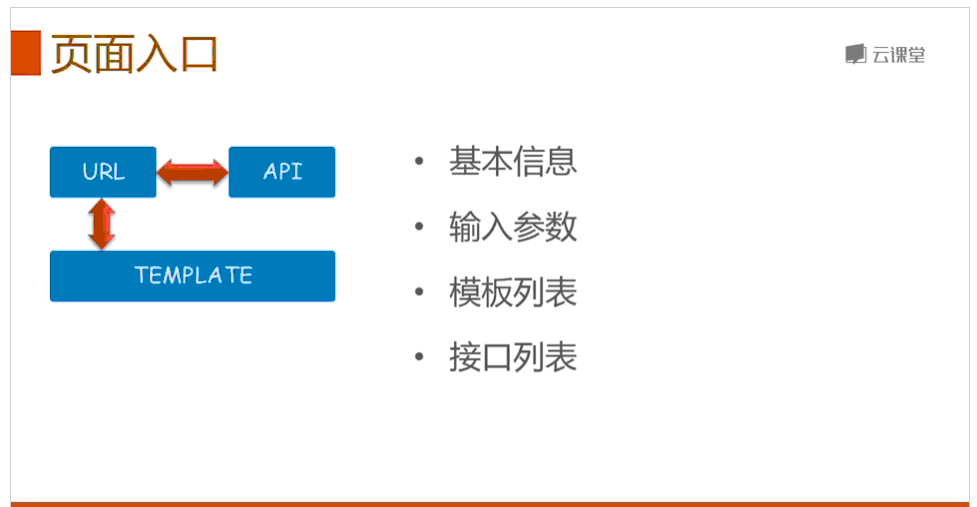 页面入口
云课堂
URL
API
TEMPLATE
• 基本信息
• 输入参数
• 模板列表
• 接口列表